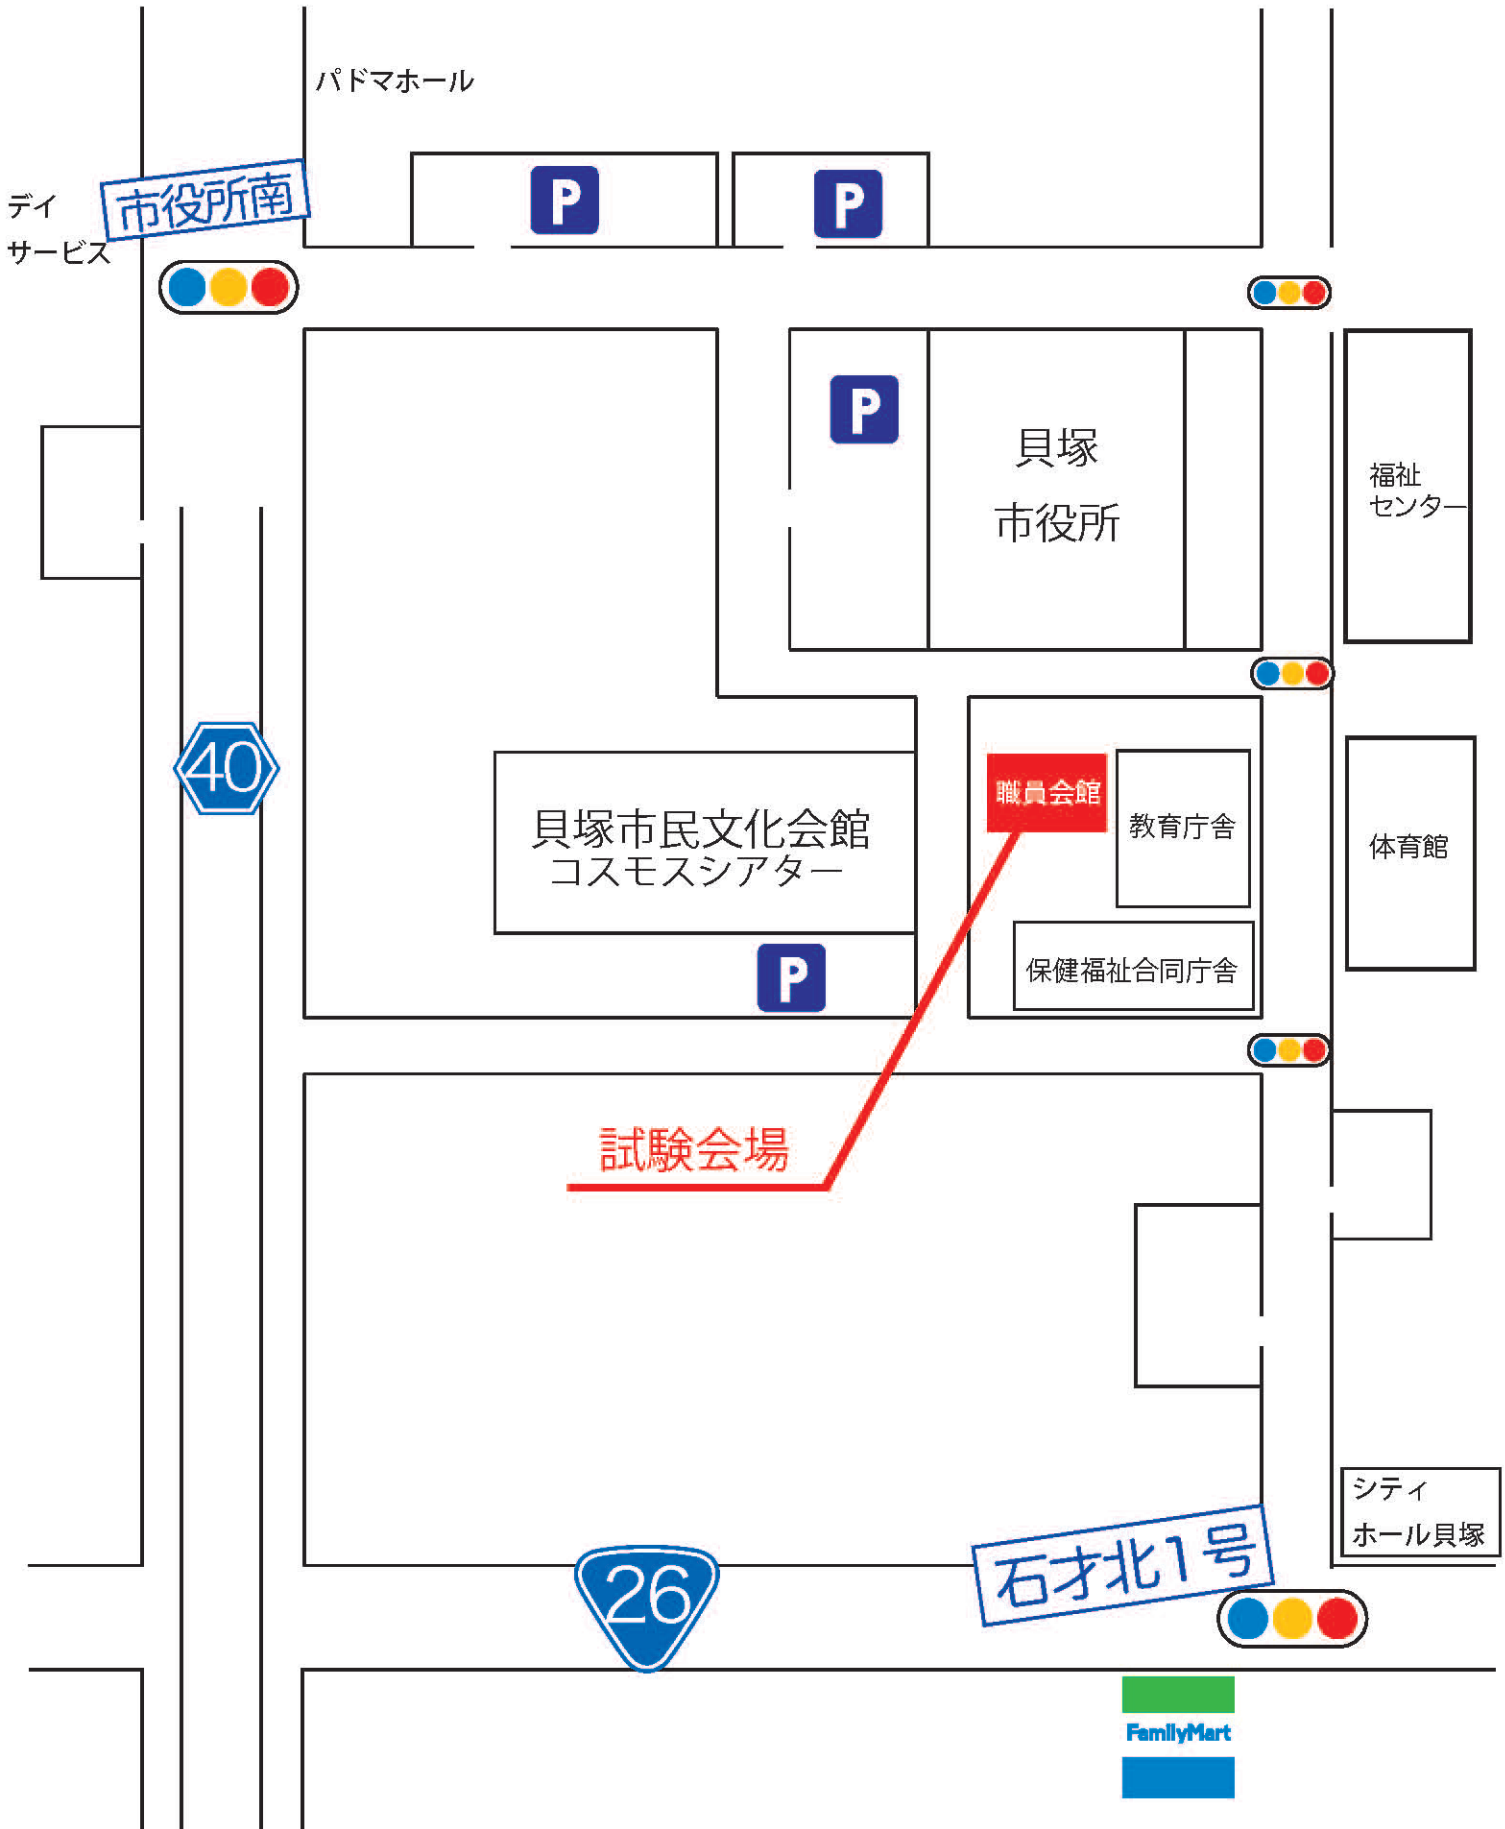 パドマホール
P
P
デイ
サービス
市役所南
P
貝塚
市役所
福祉
センター
40
貝塚市民文化会館
コスモスシアター
職員会館
教育庁舎
体育館
P
保健福祉合同庁舎
試験会場
シティ
ホール貝塚
石才北1号
26
FamilyMart